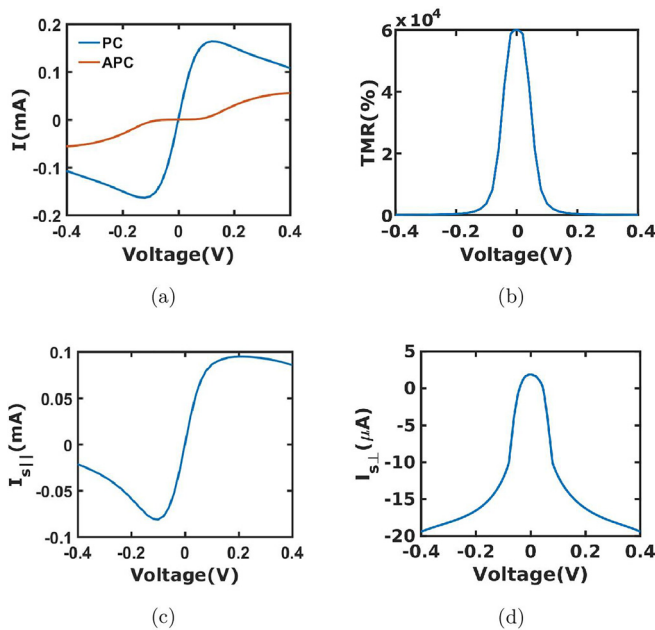 0.2
0.1
0
-0.1
-0.2
I(mA)
PC
APC
-0.4 -0.2 0 0.2 0.4
Voltage(V)
(a)
6 ×10⁴
4
2
0
TMR(%)
-0.4 -0.2 0 0.2 0.4
Voltage(V)
(b)
0.1
0.05
0
-0.05
-0.1
I_s||(mA)
-0.4 -0.2 0 0.2 0.4
Voltage(V)
(c)
5
0
-5
-10
-15
-20
I_s⊥(μA)
-0.4 -0.2 0 0.2 0.4
Voltage(V)
(d)